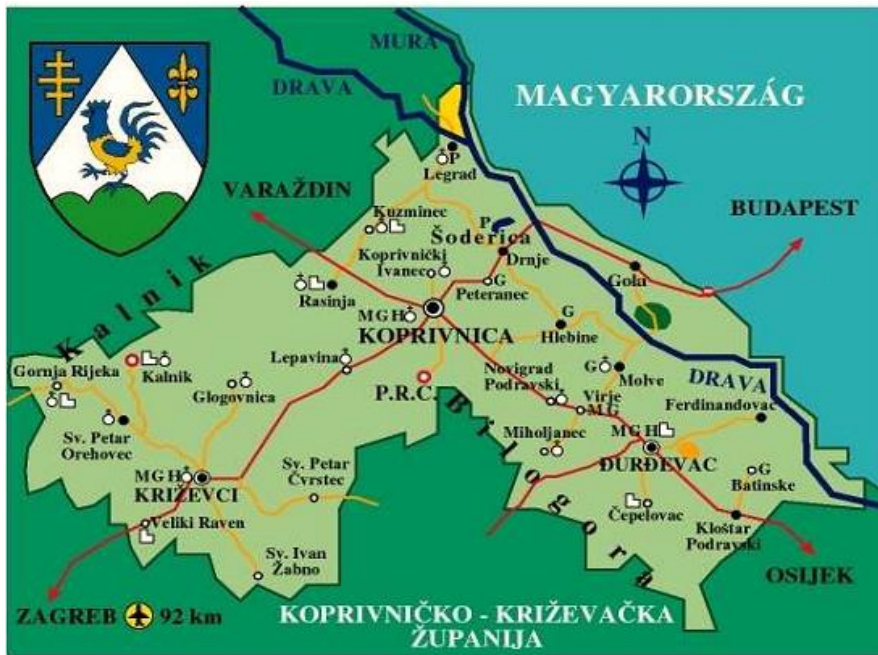 MURA
DRAVA
MAGYARORSZÁG
N
P
Legrad
VARAŽDIN
Kuzminec
BUDAPEST
P
Šoderica
Koprivnički
Ivanec
Drnje
Gola
G
Peteranec
Rasinja
Kalnik
M G H
KOPRIVNICA
G
Hlebine
Lepavina
Gornja Rijeka
Kalnik
Glogovnica
P.R.C.
Novigrad
Podravski
G
Molve
DRAVA
Virje
M G
Ferdinandovac
Bilogora
Sv. Petar
Orehovec
Miholjanec
M G H
ĐURĐEVAC
M G H
KRIŽEVCI
Sv. Petar
Čvrstec
G
Batinske
Veliki Raven
Čepelovac
Kloštar
Podravski
Sv. Ivan
Žabno
OSIJEK
ZAGREB 92 km
KOPRIVNIČKO - KRIŽEVAČKA
ŽUPANIJA